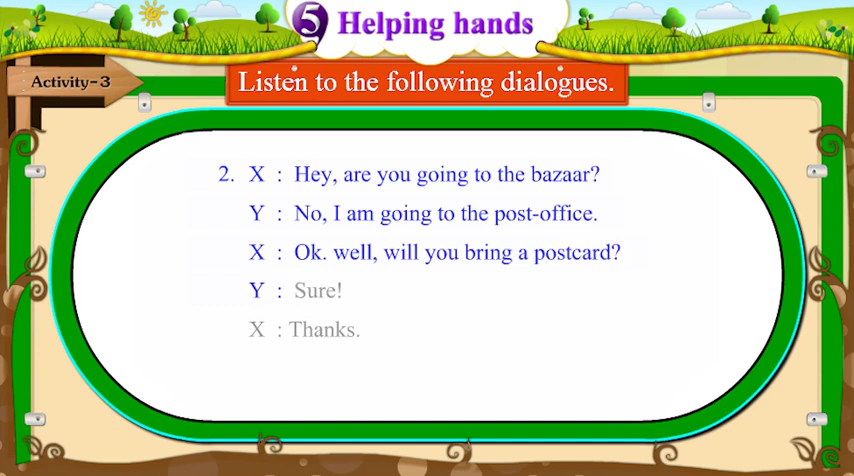 5 Helping hands
Activity-3
Listen to the following dialogues.
2. X : Hey, are you going to the bazaar?
Y : No, I am going to the post-office.
X : Ok. well, will you bring a postcard?
Y : Sure!
X : Thanks.